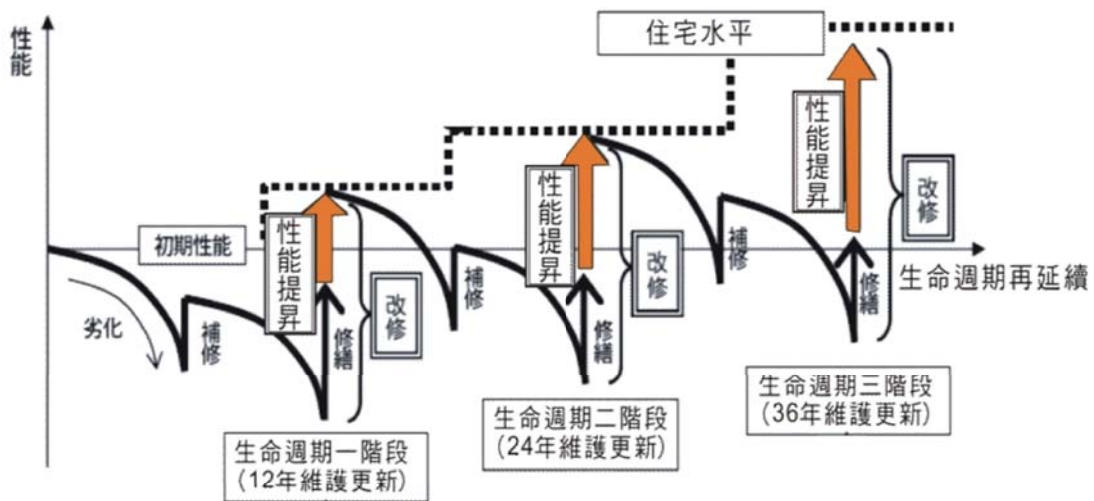 性能
住宅水平
性能提昇
改修
初期性能
劣化
補修
性能提昇
修繕
改修
補修
性能提昇
修繕
改修
補修
修繕
生命週期再延續
生命週期一階段
(12年維護更新)
生命週期二階段
(24年維護更新)
生命週期三階段
(36年維護更新)